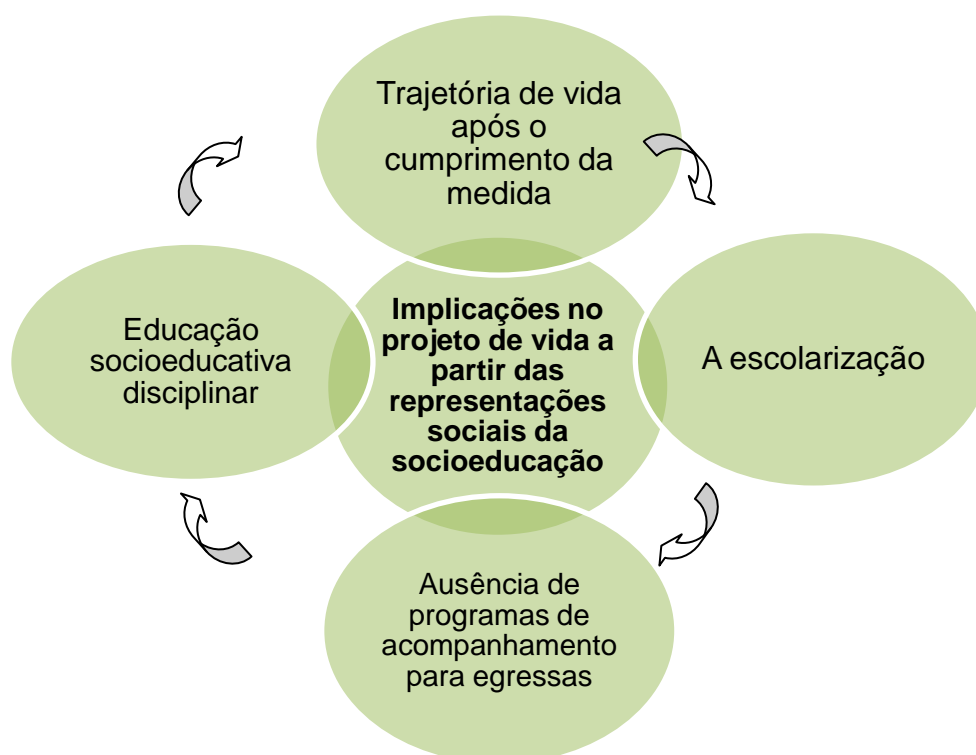 Trajetória de vida
após o
cumprimento da
medida
Educação
socioeducativa
disciplinar
Implicações no
projeto de vida a
partir das
representações
sociais da
socioeducação
A escolarização
Ausência de
programas de
acompanhamento
para egressas